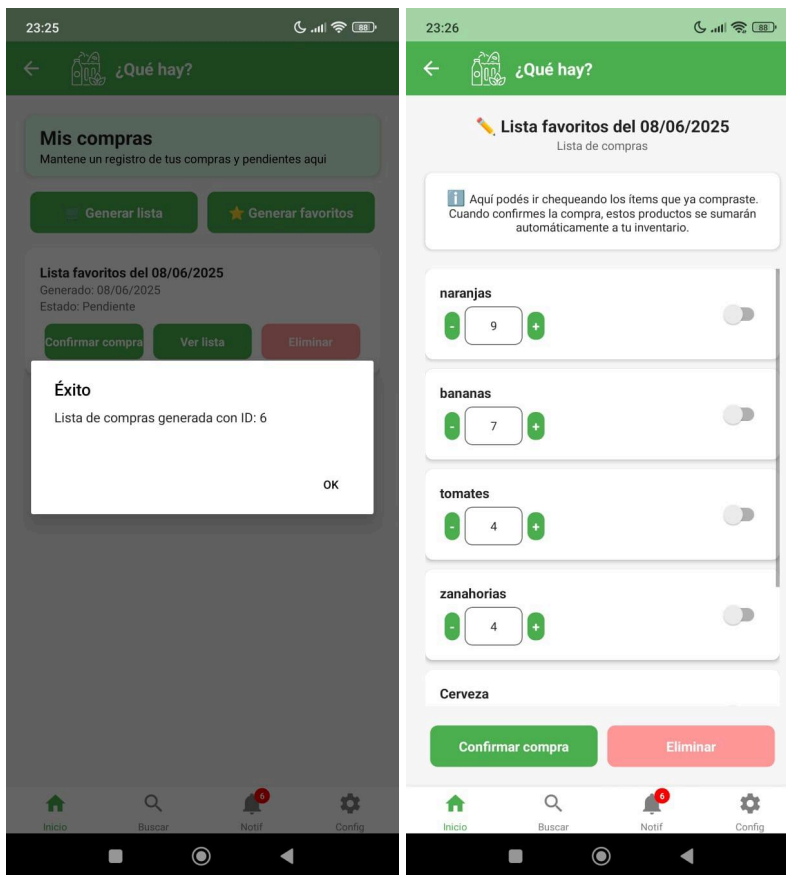 23:25
88
¿Qué hay?
Mis compras
Mantene un registro de tus compras y pendientes aqui
Generar lista
Generar favoritos
Lista favoritos del 08/06/2025
Generado: 08/06/2025
Estado: Pendiente
Confirmar compra
Ver lista
Eliminar
Éxito
Lista de compras generada con ID: 6
OK
6
Inicio
Buscar
Notif
Config
23:26
88
¿Qué hay?
Lista favoritos del 08/06/2025
Lista de compras
Aquí podés ir chequeando los ítems que ya compraste.
Cuando confirmes la compra, estos productos se sumarán
automáticamente a tu inventario.
naranjas
- 9 +
bananas
- 7 +
tomates
- 4 +
zanahorias
- 4 +
Cerveza
Confirmar compra
Eliminar
6
Inicio
Buscar
Notif
Config